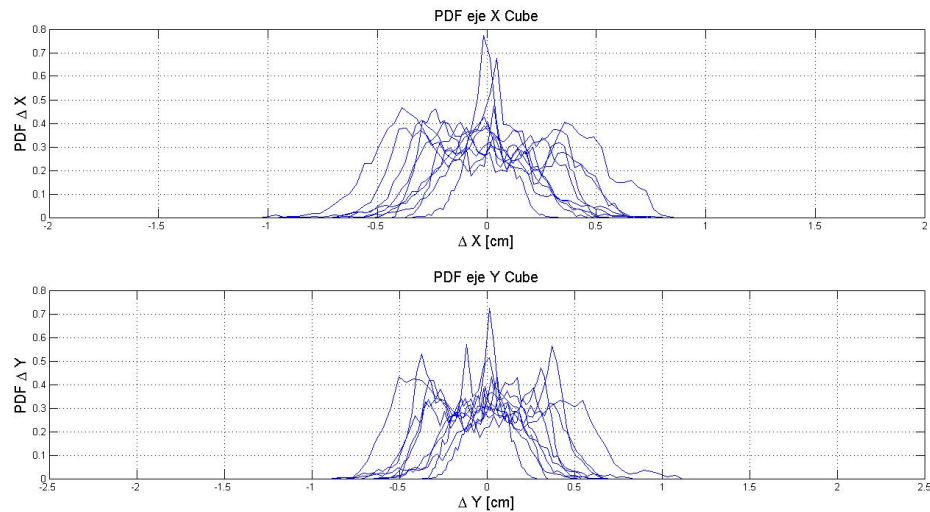 PDF eje X Cube
0.8
0.7
0.6
0.5
0.4
0.3
0.2
0.1
0
PDF Δ X
-2 -1.5 -1 -0.5 0 0.5 1 1.5 2
Δ X [cm]
PDF eje Y Cube
0.8
0.7
0.6
0.5
0.4
0.3
0.2
0.1
0
PDF Δ Y
-2.5 -2 -1.5 -1 -0.5 0 0.5 1 1.5 2 2.5
Δ Y [cm]